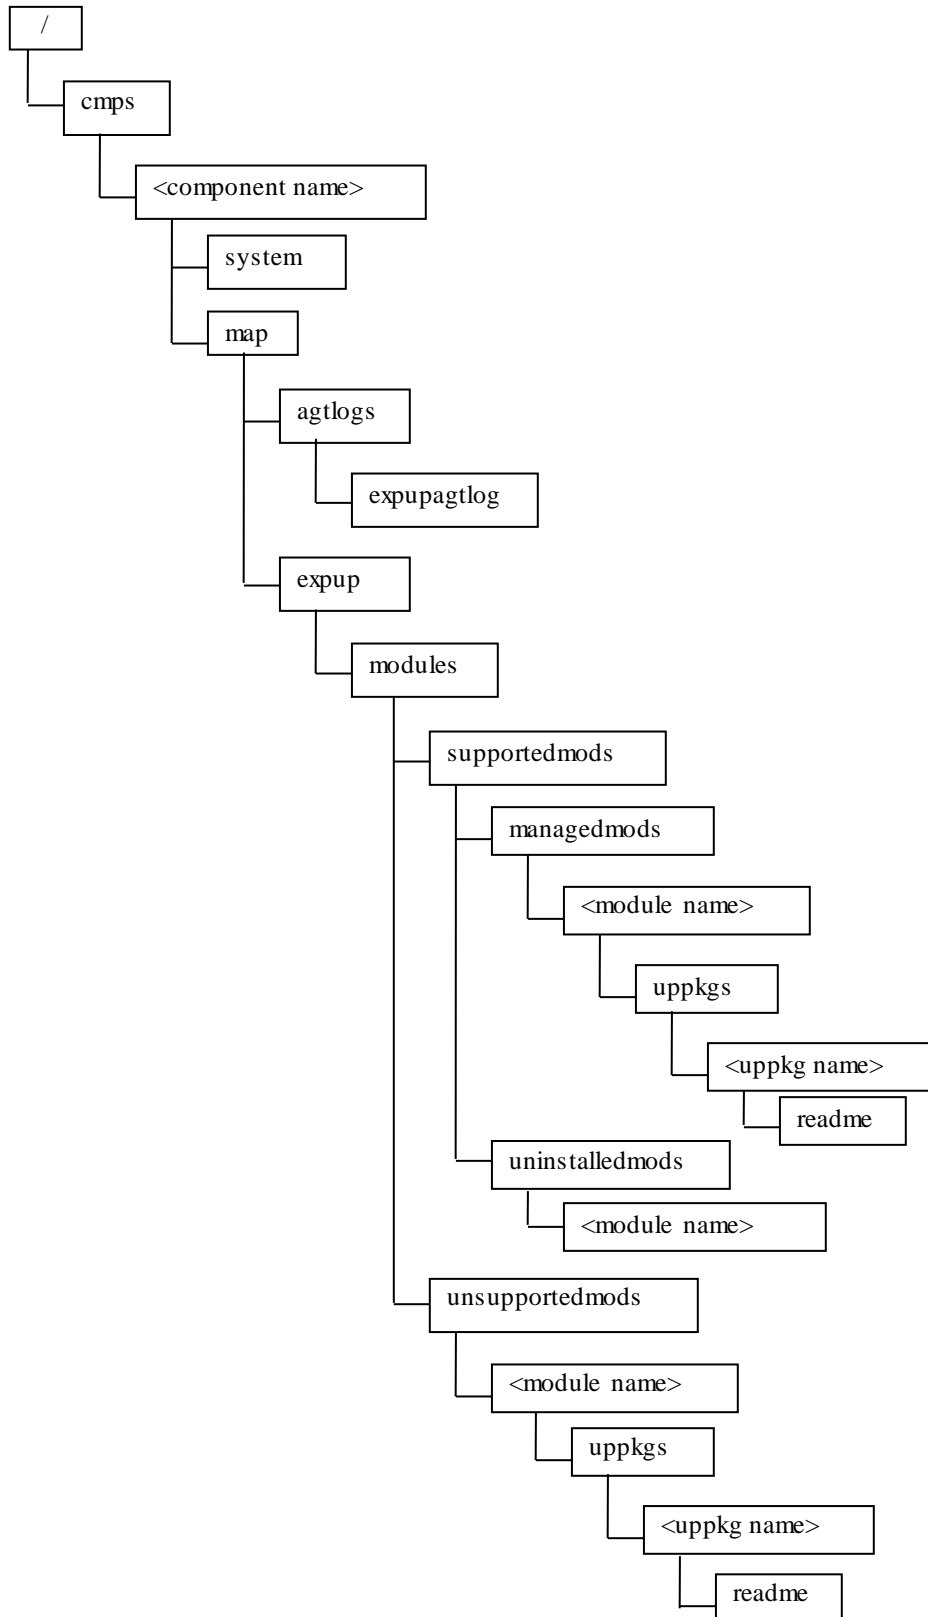 /
cmps
<component name>
system
map
agtlogs
expupagtlog
expup
modules
supportedmods
managedmods
<module name>
uppkgs
<uppkg name>
readme
uninstalledmods
<module name>
unsupportedmods
<module name>
uppkgs
<uppkg name>
readme